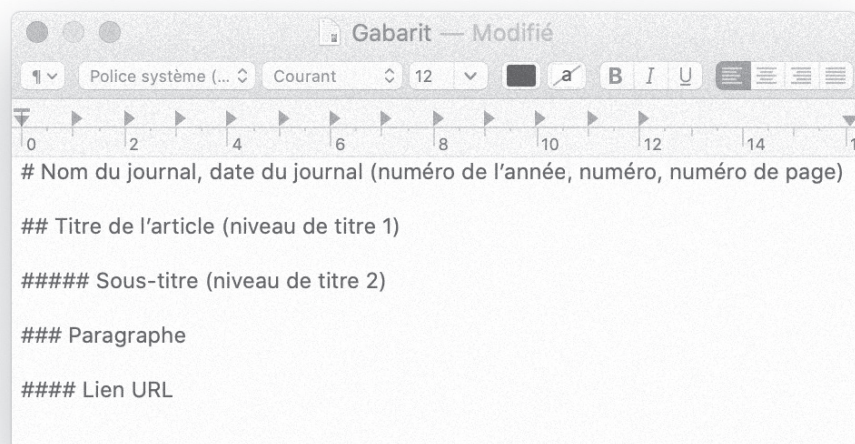 Gabarit — Modifié
¶ Police système (... Courant 12 a B I U
0 2 4 6 8 10 12 14 1
# Nom du journal, date du journal (numéro de l’année, numéro, numéro de page)
## Titre de l’article (niveau de titre 1)
##### Sous-titre (niveau de titre 2)
### Paragraphe
#### Lien URL